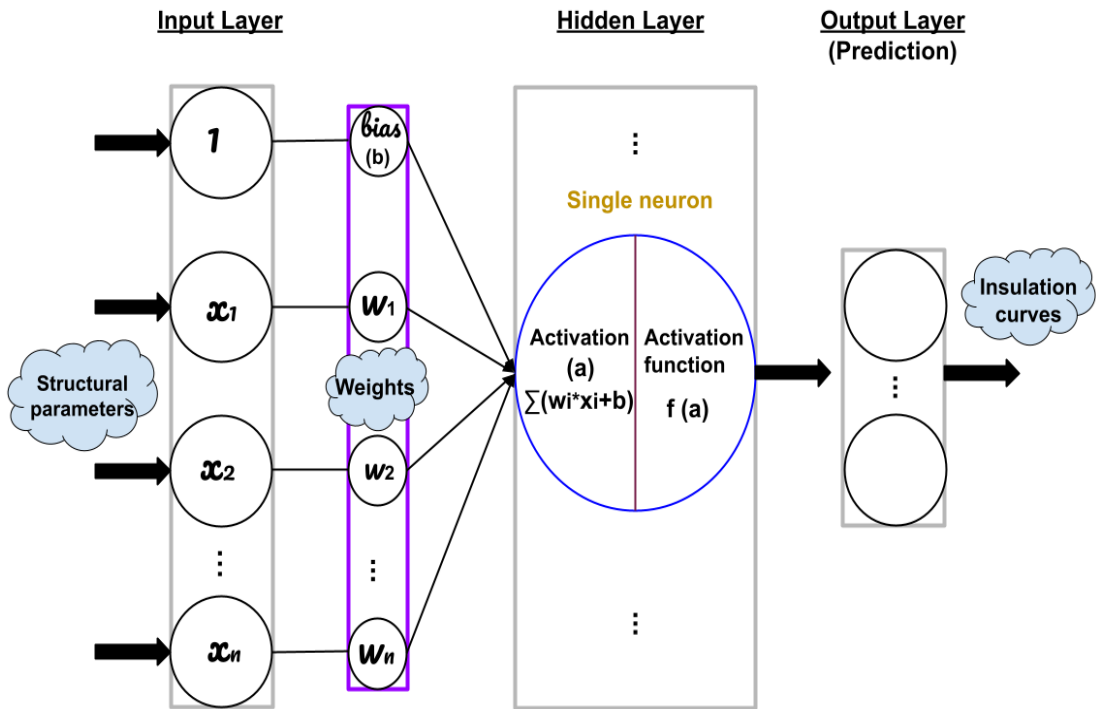 Input Layer
Hidden Layer
Output Layer
(Prediction)
1
bias
(b)
⋮
Single neuron
x1
w1
Insulation
curves
Structural
parameters
Weights
Activation
(a)
∑(wi*xi+b)
Activation
function
f (a)
⋮
x2
w2
⋮
⋮
⋮
xn
wn